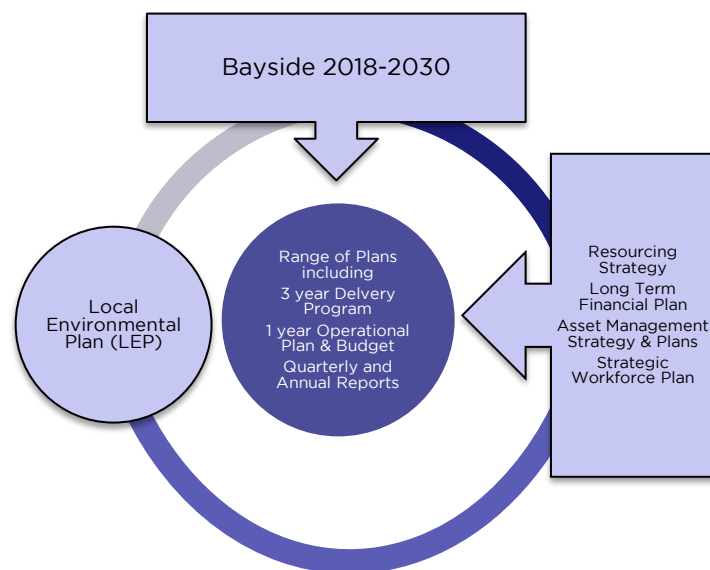 Bayside 2018-2030
Range of Plans
including
3 year Delvery
Program
1 year Operational
Plan & Budget
Quarterly and
Annual Reports
Local
Environmental
Plan (LEP)
Resourcing
Strategy
Long Term
Financial Plan
Asset Management
Strategy & Plans
Strategic
Workforce Plan